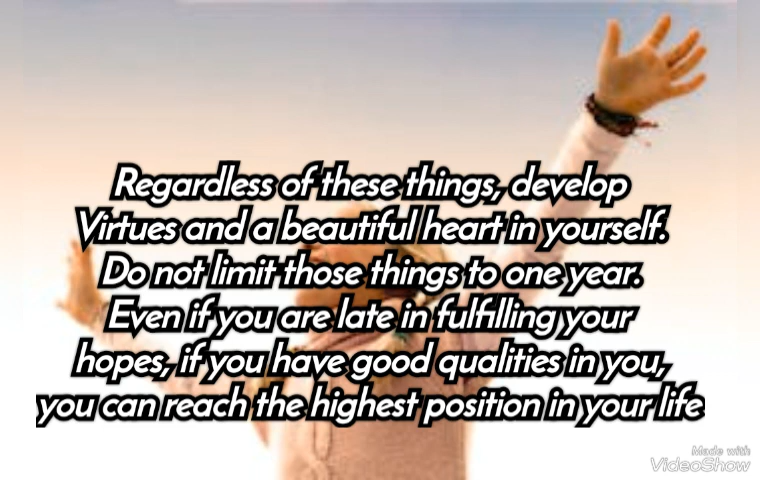 Regardless of these things, develop
Virtues and a beautiful heart in yourself.
Do not limit those things to one year.
Even if you are late in fulfilling your
hopes, if you have good qualities in you,
you can reach the highest position in your life
Made with
VideoShow